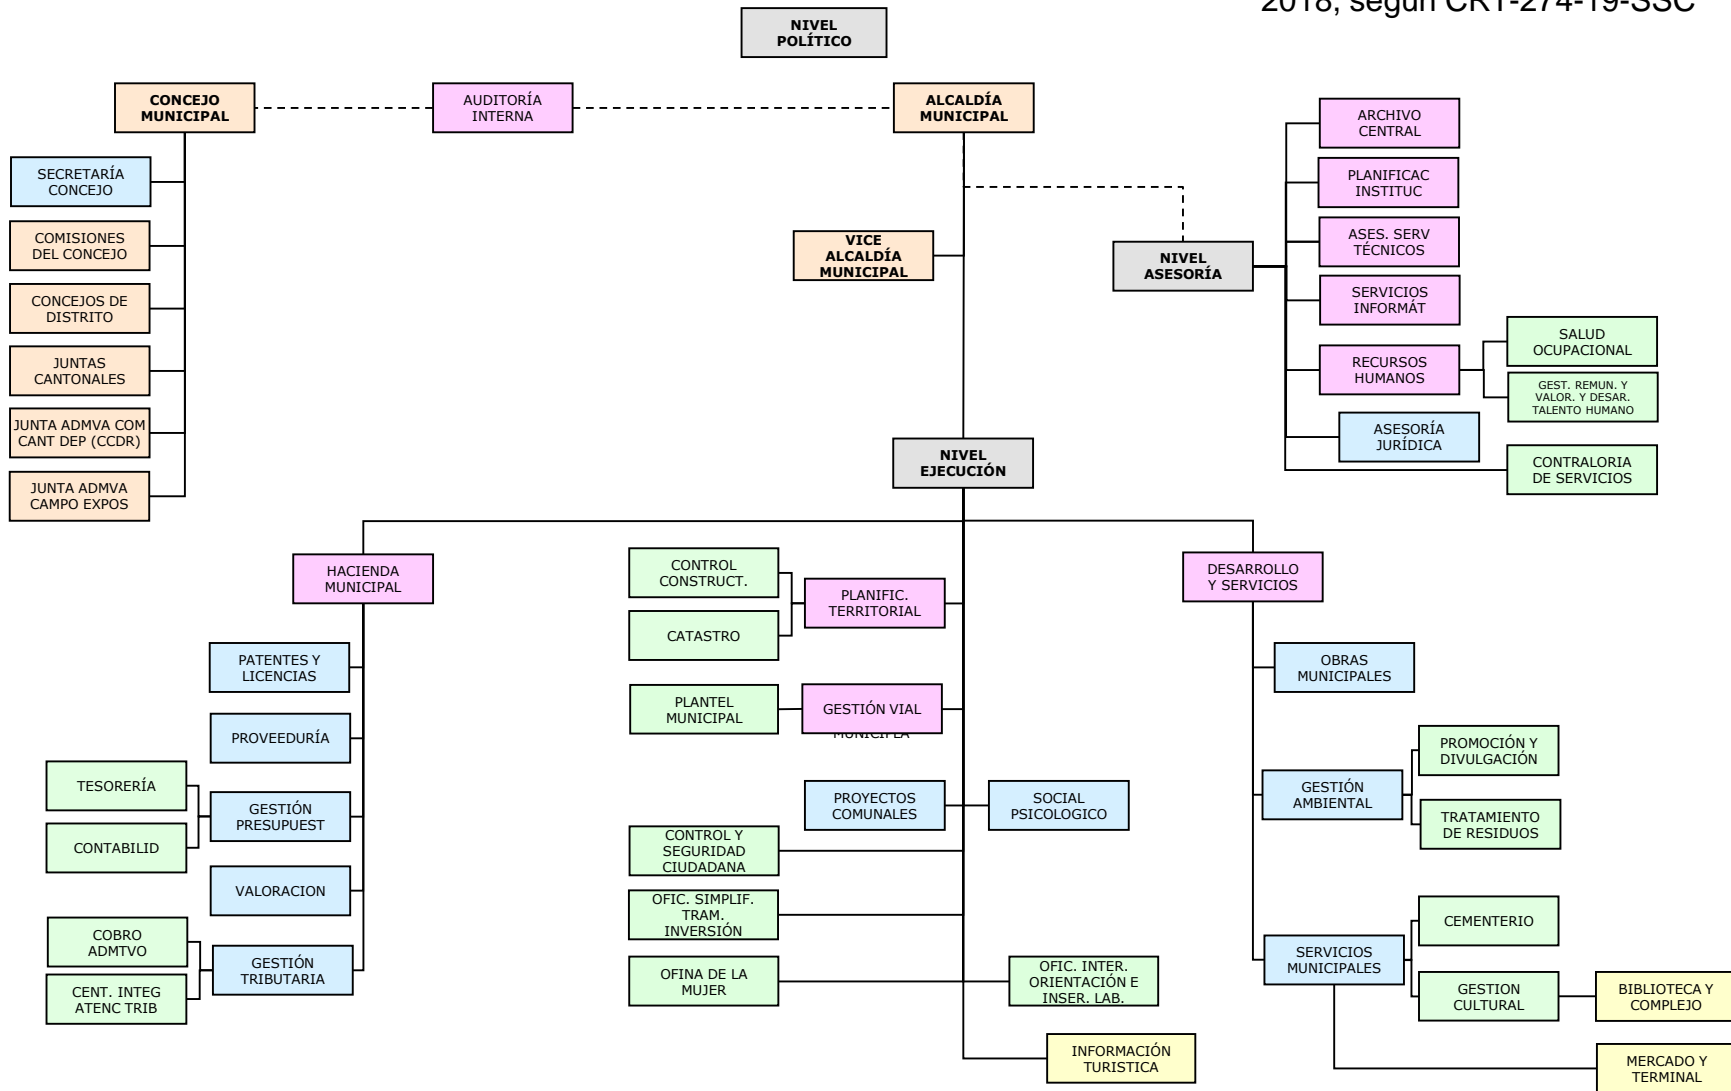 2018, según CRT-274-19-SSC
NIVEL
POLÍTICO
CONCEJO
MUNICIPAL
AUDITORÍA
INTERNA
ALCALDÍA
MUNICIPAL
SECRETARÍA
CONCEJO
COMISIONES
DEL CONCEJO
CONCEJOS DE
DISTRITO
JUNTAS
CANTONALES
JUNTA ADMVA COM
CANT DEP (CCDR)
JUNTA ADMVA
CAMPO EXPOS
VICE
ALCALDÍA
MUNICIPAL
NIVEL
ASESORÍA
ARCHIVO
CENTRAL
PLANIFICAC
INSTITUC
ASES. SERV
TÉCNICOS
SERVICIOS
INFORMÁT
RECURSOS
HUMANOS
SALUD
OCUPACIONAL
GEST. REMUN. Y
VALOR. Y DESAR.
TALENTO HUMANO
ASESORÍA
JURÍDICA
CONTRALORIA
DE SERVICIOS
NIVEL
EJECUCIÓN
HACIENDA
MUNICIPAL
PATENTES Y
LICENCIAS
PROVEEDURÍA
TESORERÍA
CONTABILID
GESTIÓN
PRESUPUEST
VALORACION
COBRO
ADMTVO
CENT. INTEG
ATENC TRIB
GESTIÓN
TRIBUTARIA
CONTROL
CONSTRUCT.
CATASTRO
PLANIFIC.
TERRITORIAL
PLANTEL
MUNICIPAL
GESTIÓN VIAL
MUNICIPLA
PROYECTOS
COMUNALES
SOCIAL
PSICOLOGICO
CONTROL Y
SEGURIDAD
CIUDADANA
OFIC. SIMPLIF.
TRAM.
INVERSIÓN
OFINA DE LA
MUJER
OFIC. INTER.
ORIENTACIÓN E
INSER. LAB.
INFORMACIÓN
TURISTICA
DESARROLLO
Y SERVICIOS
OBRAS
MUNICIPALES
GESTIÓN
AMBIENTAL
PROMOCIÓN Y
DIVULGACIÓN
TRATAMIENTO
DE RESIDUOS
SERVICIOS
MUNICIPALES
CEMENTERIO
GESTION
CULTURAL
BIBLIOTECA Y
COMPLEJO
MERCADO Y
TERMINAL